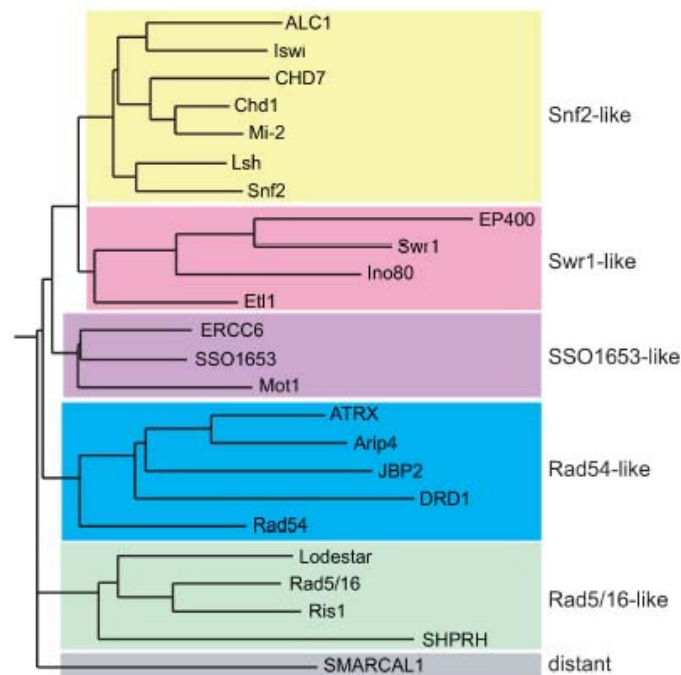 ALC1
Iswi
CHD7
Chd1
Mi-2
Lsh
Snf2
Snf2-like
EP400
Swr1
Ino80
Etl1
Swr1-like
ERCC6
SSO1653
Mot1
SSO1653-like
ATRX
Arip4
JBP2
DRD1
Rad54
Rad54-like
Lodestar
Rad5/16
Ris1
SHPRH
Rad5/16-like
SMARCAL1
distant